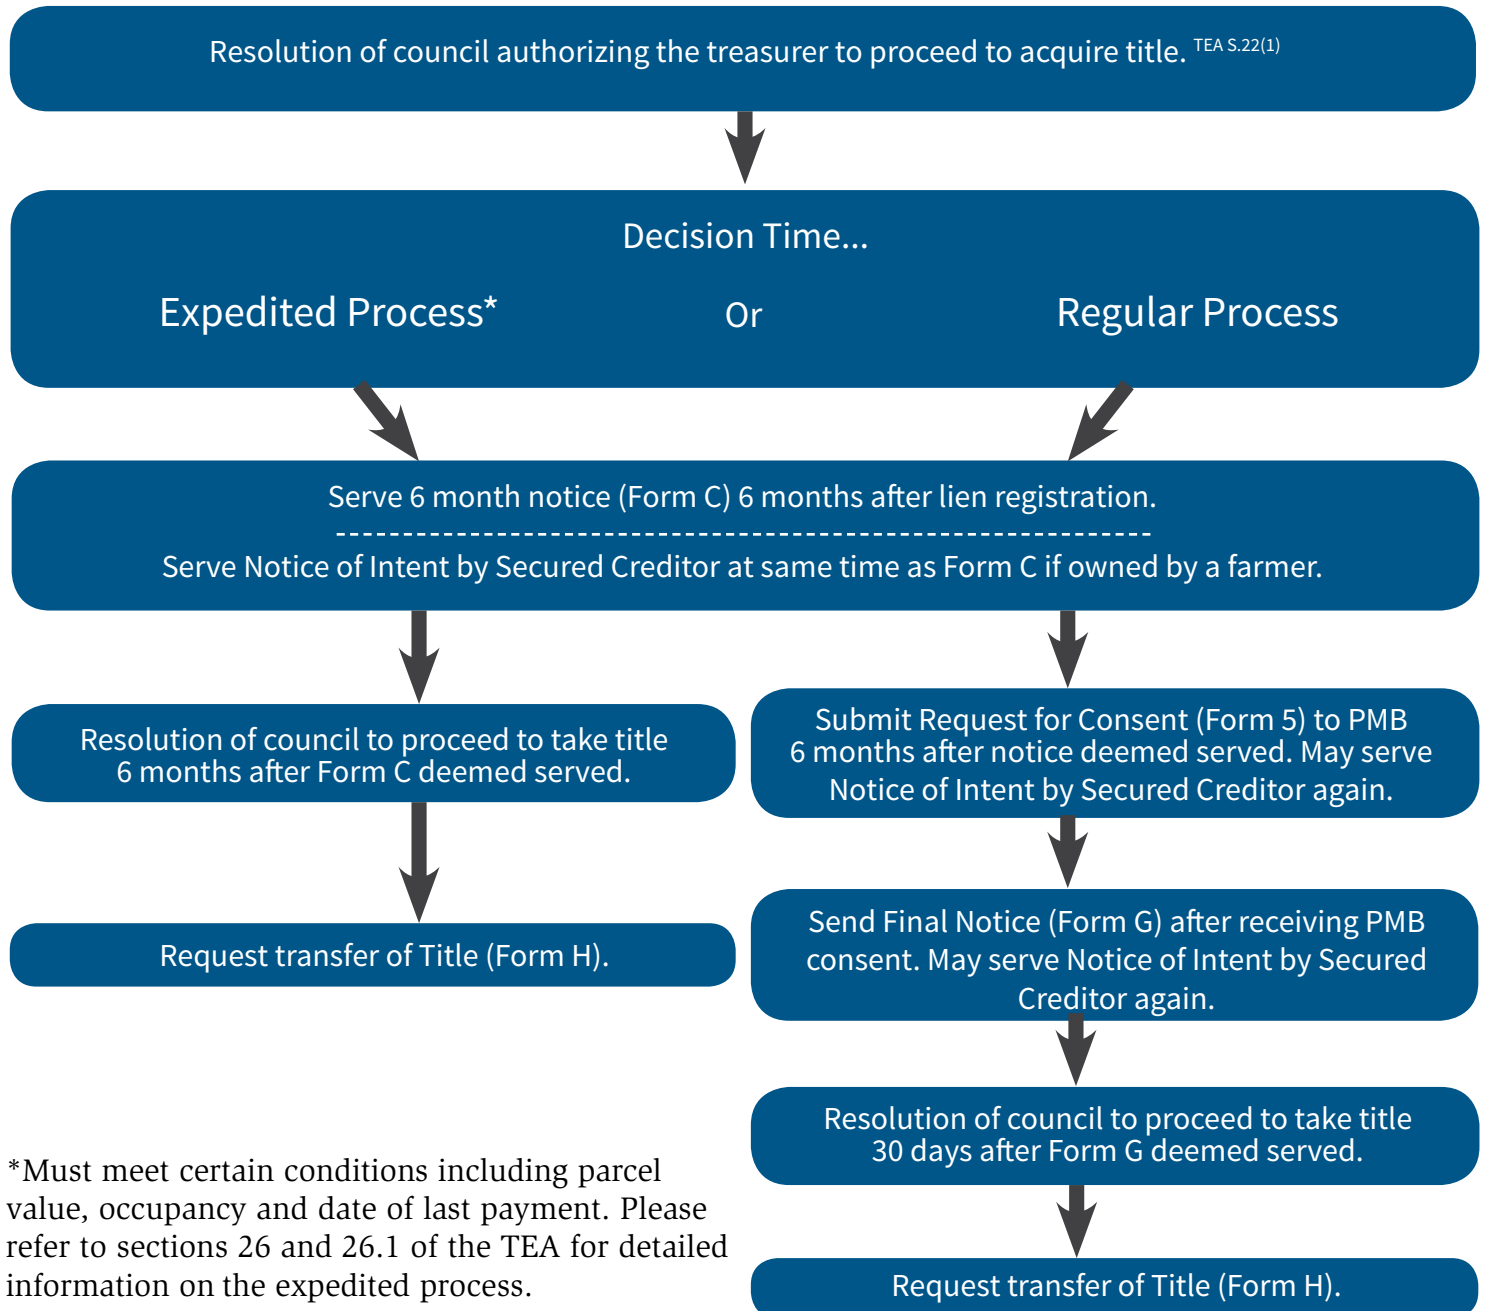 Resolution of council authorizing the treasurer to proceed to acquire title. TEA S.22(1)
Decision Time...
Expedited Process*
Or
Regular Process
Serve 6 month notice (Form C) 6 months after lien registration.
--------------------------------------------------------------
Serve Notice of Intent by Secured Creditor at same time as Form C if owned by a farmer.
Resolution of council to proceed to take title
6 months after Form C deemed served.
Request transfer of Title (Form H).
Submit Request for Consent (Form 5) to PMB
6 months after notice deemed served. May serve
Notice of Intent by Secured Creditor again.
Send Final Notice (Form G) after receiving PMB
consent. May serve Notice of Intent by Secured
Creditor again.
Resolution of council to proceed to take title
30 days after Form G deemed served.
Request transfer of Title (Form H).
*Must meet certain conditions including parcel
value, occupancy and date of last payment. Please
refer to sections 26 and 26.1 of the TEA for detailed
information on the expedited process.